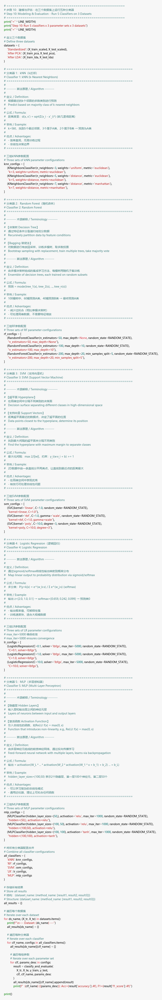 # ============================================================
# 步骤 10：建模与评估 - 在三个数据集上运行五种分类器
# Step 10: Modeling & Evaluation - Run 5 Classifiers on 3 Datasets
# ============================================================
print("=" * LINE_WIDTH)
print("Step 10: Run 5 classifiers x 3 parameter sets x 3 datasets")
print("=" * LINE_WIDTH)
# 定义三个数据集
# Define three datasets
datasets = {
'Standardized': (X_train_scaled, X_test_scaled),
'After PCA': (X_train_pca, X_test_pca),
'After LDA': (X_train_lda, X_test_lda)
}
# ================================================================
# 分类器 1：kNN（k近邻）
# Classifier 1: kNN (k-Nearest Neighbors)
# ================================================================
#
# -------- 算法原理 / Algorithm --------
#
# 定义 / Definition:
#   根据最近的k个邻居的多数类别进行预测
#   Predict based on majority class of k nearest neighbors
#
# 公式 / Formula:
#   距离度量：d(x, x') = sqrt(Σ(x_i - x'_i)²) (欧几里得距离)
#
# 举例 / Example:
#   k=5时，找到5个最近邻居，3个属于A类，2个属于B类 → 预测为A类
#
# 优点 / Advantages:
#   - 简单直观，无需训练过程
#   - 非线性决策边界
# ================================================================
# 三组kNN参数配置
# Three sets of kNN parameter configurations
knn_configs = [
(KNeighborsClassifier(n_neighbors=3, weights='uniform', metric='euclidean'),
"k=3, weights=uniform, metric=euclidean"),
(KNeighborsClassifier(n_neighbors=5, weights='distance', metric='euclidean'),
"k=5, weights=distance, metric=euclidean"),
(KNeighborsClassifier(n_neighbors=7, weights='distance', metric='manhattan'),
"k=7, weights=distance, metric=manhattan"),
]
# ================================================================
# 分类器 2：Random Forest（随机森林）
# Classifier 2: Random Forest
# ================================================================
#
# -------- 术语解释 / Terminology --------
#
# 【决策树 Decision Tree】
#   通过特征条件分裂递归地划分数据
#   Recursively partition data by feature conditions
#
# 【Bagging 装袋法】
#   对数据进行有放回采样，训练多棵树，取多数投票
#   Bootstrap sampling with replacement, train multiple trees, take majority vote
#
# -------- 算法原理 / Algorithm --------
#
# 定义 / Definition:
#   由多棵决策树组成的集成学习方法，每棵树用随机子集训练
#   Ensemble of decision trees, each trained on random subsets
#
# 公式 / Formula:
#   预测 = mode(tree_1(x), tree_2(x), ..., tree_n(x))
#
# 举例 / Example:
#   100棵树中，60棵预测A类，40棵预测B类 → 最终预测A类
#
# 优点 / Advantages:
#   - 减少过拟合（相比单棵决策树）
#   - 可处理高维数据，不需要特征缩放
# ================================================================
# 三组RF参数配置
# Three sets of RF parameter configurations
rf_configs = [
(RandomForestClassifier(n_estimators=50, max_depth=None, random_state=RANDOM_STATE),
"n_estimators=50, max_depth=None"),
(RandomForestClassifier(n_estimators=100, max_depth=10, random_state=RANDOM_STATE),
"n_estimators=100, max_depth=10"),
(RandomForestClassifier(n_estimators=200, max_depth=20, min_samples_split=5, random_state=RANDOM_STATE),
"n_estimators=200, max_depth=20, min_samples_split=5"),
]
# ================================================================
# 分类器 3：SVM（支持向量机）
# Classifier 3: SVM (Support Vector Machine)
# ================================================================
#
# -------- 术语解释 / Terminology --------
#
# 【超平面 Hyperplane】
#   在高维空间中分隔不同类别的决策面
#   Decision surface separating different classes in high-dimensional space
#
# 【支持向量 Support Vectors】
#   距离超平面最近的数据点，决定了超平面的位置
#   Data points closest to the hyperplane, determine its position
#
# -------- 算法原理 / Algorithm --------
#
# 定义 / Definition:
#   找到最大间隔的超平面来分隔不同类别
#   Find the hyperplane with maximum margin to separate classes
#
# 公式 / Formula:
#   最大化间隔：max 2/||w||，约束：y_i(w·x_i + b) >= 1
#
# 举例 / Example:
#   2D数据中放一条直线分开两类点，让直线到最近点的距离最大
#
# 优点 / Advantages:
#   - 在高维空间中表现优秀
#   - 核技巧可处理非线性问题
# ================================================================
# 三组SVM参数配置
# Three sets of SVM parameter configurations
svm_configs = [
(SVC(kernel='linear', C=1.0, random_state=RANDOM_STATE),
"kernel=linear, C=1.0"),
(SVC(kernel='rbf', C=1.0, gamma='scale', random_state=RANDOM_STATE),
"kernel=rbf, C=1.0, gamma=scale"),
(SVC(kernel='poly', C=10.0, degree=3, random_state=RANDOM_STATE),
"kernel=poly, C=10.0, degree=3"),
]
# ================================================================
# 分类器 4：Logistic Regression（逻辑回归）
# Classifier 4: Logistic Regression
# ================================================================
#
# -------- 算法原理 / Algorithm --------
#
# 定义 / Definition:
#   通过sigmoid/softmax将线性输出映射到概率分布
#   Map linear output to probability distribution via sigmoid/softmax
#
# 公式 / Formula:
#   多分类：P(y=k|x) = e^(w_k·x) / Σ e^(w_j·x) (softmax)
#
# 举例 / Example:
#   输出 z=[2.0, 1.0, 0.1] → softmax=[0.659, 0.242, 0.099] → 预测类0
#
# 优点 / Advantages:
#   - 输出概率值，可解释性强
#   - 训练速度快，适合大规模数据
# ================================================================
# 三组LR参数配置
# Three sets of LR parameter configurations
# max_iter=5000 确保收敛
# max_iter=5000 ensures convergence
lr_configs = [
(LogisticRegression(C=0.1, solver='lbfgs', max_iter=5000, random_state=RANDOM_STATE),
"C=0.1, solver=lbfgs"),
(LogisticRegression(C=1.0, solver='lbfgs', max_iter=5000, random_state=RANDOM_STATE),
"C=1.0, solver=lbfgs"),
(LogisticRegression(C=10.0, solver='lbfgs', max_iter=5000, random_state=RANDOM_STATE),
"C=10.0, solver=lbfgs"),
]
# ================================================================
# 分类器 5：MLP（多层感知器）
# Classifier 5: MLP (Multi-Layer Perceptron)
# ================================================================
#
# -------- 术语解释 / Terminology --------
#
# 【隐藏层 Hidden Layers】
#   输入层和输出层之间的神经元层
#   Layers of neurons between input and output layers
#
# 【激活函数 Activation Function】
#   引入非线性的函数，如ReLU: f(x) = max(0, x)
#   Function that introduces non-linearity, e.g., ReLU: f(x) = max(0, x)
#
# -------- 算法原理 / Algorithm --------
#
# 定义 / Definition:
#   由多层神经元组成的前馈神经网络，通过反向传播学习
#   Feed-forward neural network with multiple layers, learns via backpropagation
#
# 公式 / Formula:
#   输出 = activation(W_L * ... * activation(W_2 * activation(W_1 * x + b_1) + b_2) ... + b_L)
#
# 举例 / Example:
#   hidden_layer_sizes=(100,50) 表示2个隐藏层，第一层100个神经元，第二层50个
#
# 优点 / Advantages:
#   - 可以学习复杂的非线性模式
#   - 通用近似器，理论上可拟合任何函数
# ================================================================
# 三组MLP参数配置
# Three sets of MLP parameter configurations
mlp_configs = [
(MLPClassifier(hidden_layer_sizes=(50,), activation='relu', max_iter=1000, random_state=RANDOM_STATE),
"hidden=(50,), activation=relu"),
(MLPClassifier(hidden_layer_sizes=(100, 50), activation='relu', max_iter=1000, random_state=RANDOM_STATE),
"hidden=(100,50), activation=relu"),
(MLPClassifier(hidden_layer_sizes=(100, 100), activation='tanh', max_iter=1000, random_state=RANDOM_STATE),
"hidden=(100,100), activation=tanh"),
]
# 将所有分类器配置合并
# Combine all classifier configurations
all_classifiers = {
'kNN': knn_configs,
'RF': rf_configs,
'SVM': svm_configs,
'LR': lr_configs,
'MLP': mlp_configs
}
# 存储所有结果
# Store all results
# 结构：{dataset_name: {method_name: [result1, result2, result3]}}
# Structure: {dataset_name: {method_name: [result1, result2, result3]}}
all_results = {}
# 遍历每个数据集
# Iterate over each dataset
for ds_name, (X_tr, X_te) in datasets.items():
print(f"\n--- Dataset: {ds_name} ---")
all_results[ds_name] = {}
# 遍历每种分类器
# Iterate over each classifier
for clf_name, configs in all_classifiers.items():
all_results[ds_name][clf_name] = []
# 遍历每组参数
# Iterate over each parameter set
for clf, params_desc in configs:
result = classify_and_evaluate(
X_tr, X_te, y_train, y_test,
clf, clf_name, params_desc
)
all_results[ds_name][clf_name].append(result)
print(f"  {clf_name} ({params_desc}): Acc={result['accuracy']:.4f}, F1={result['f1_score']:.4f}")
print()